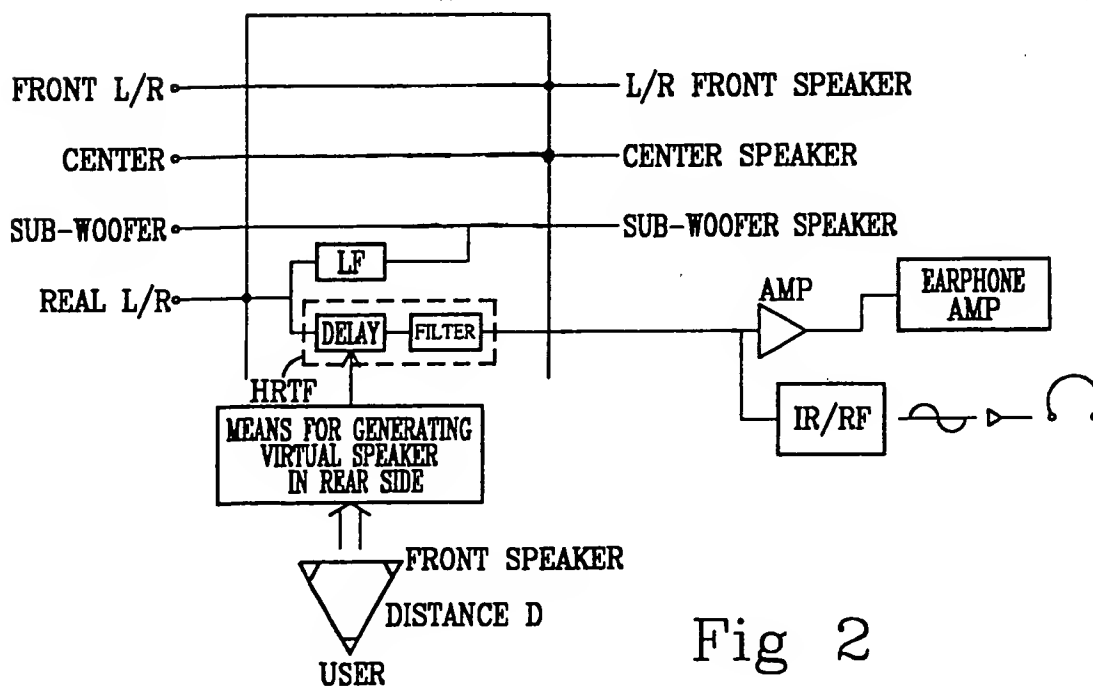 FRONT L/R
L/R FRONT SPEAKER
CENTER
CENTER SPEAKER
SUB-WOOFER
SUB-WOOFER SPEAKER
LF
REAL L/R
AMP
EARPHONE
AMP
DELAY
FILTER
HRTF
IR/RF
MEANS FOR GENERATING
VIRTUAL SPEAKER
IN REAR SIDE
FRONT SPEAKER
DISTANCE D
USER
Fig 2